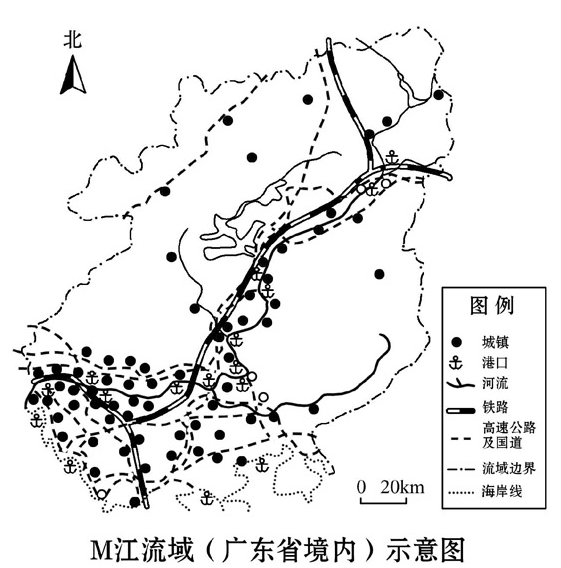 北
图例
城镇
港口
河流
铁路
高速公路
及国道
流域边界
海岸线
0 20km
M江流域（广东省境内）示意图